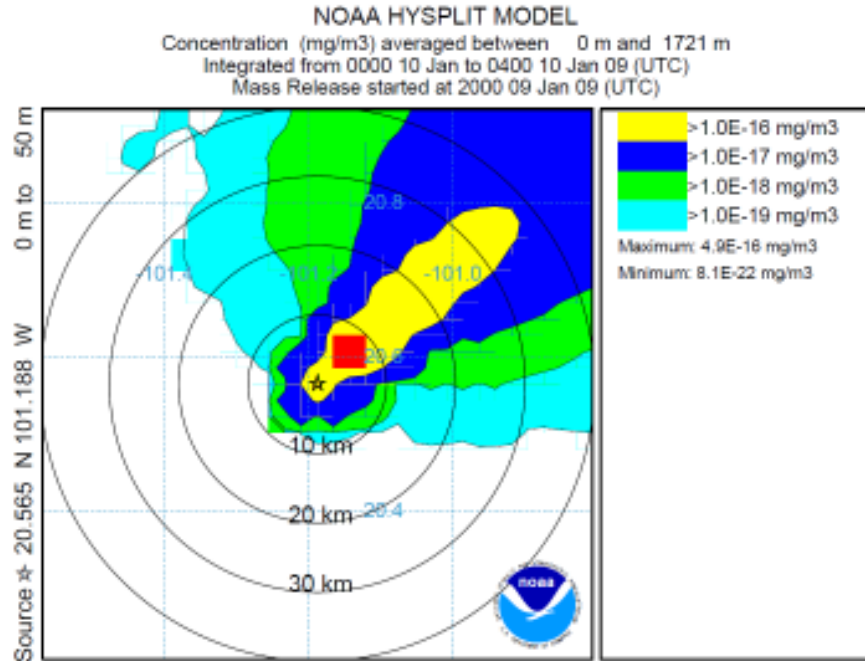 NOAA HYSPLIT MODEL
Concentration (mg/m3) averaged between 0 m and 1721 m
Integrated from 0000 10 Jan to 0400 10 Jan 09 (UTC)
Mass Release started at 2000 09 Jan 09 (UTC)
Source ☆ 20.565 N 101.188 W 0 m to 50 m
>1.0E-16 mg/m3
>1.0E-17 mg/m3
>1.0E-18 mg/m3
>1.0E-19 mg/m3
Maximum: 4.9E-16 mg/m3
Minimum: 8.1E-22 mg/m3
20.8
-101.4 -101.2 -101.0
20.6
10 km
20 km
20.4
30 km
noaa